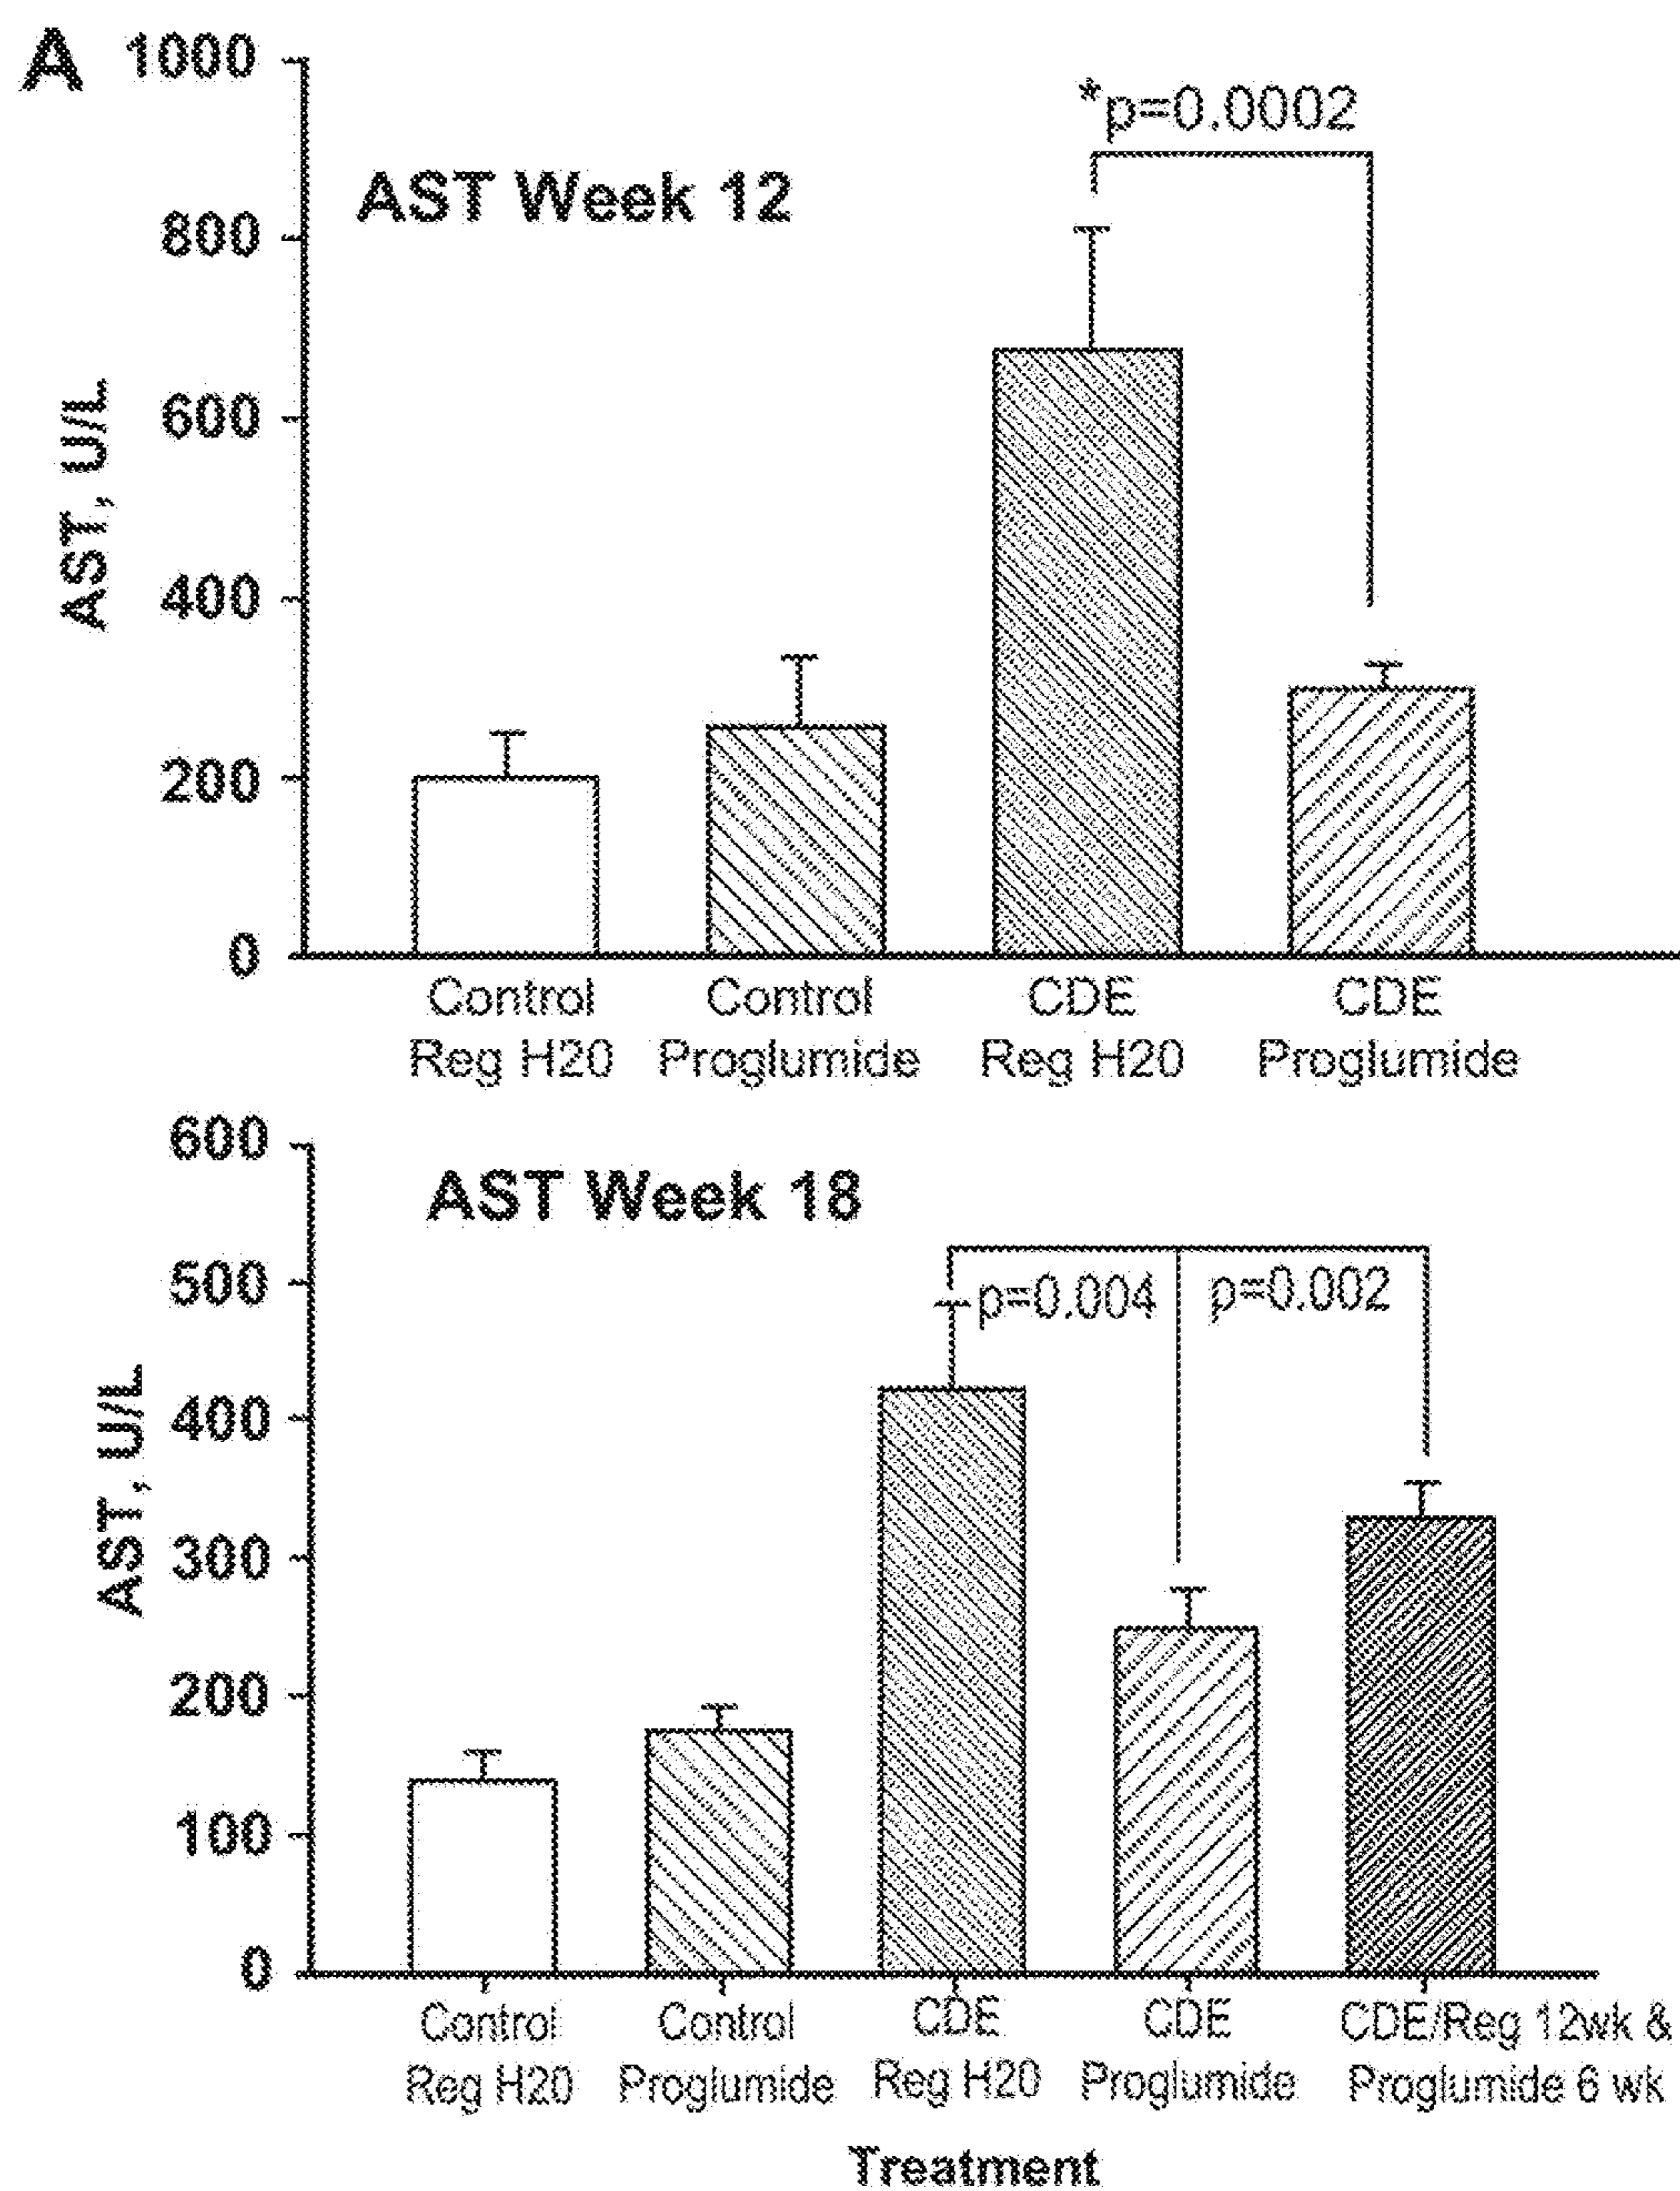 A
1000
*p=0.0002
AST Week 12
800
600
400
200
0
AST, U/L
Control Control CDE CDE
Reg H20 Proglumide Reg H20 Proglumide
600
AST Week 18
500
p=0.004 p=0.002
400
300
200
100
0
AST, U/L
Control Control CDE CDE CDE/Reg 12wk &
Reg H20 Proglumide Reg H20 Proglumide Proglumide 6 wk
Treatment